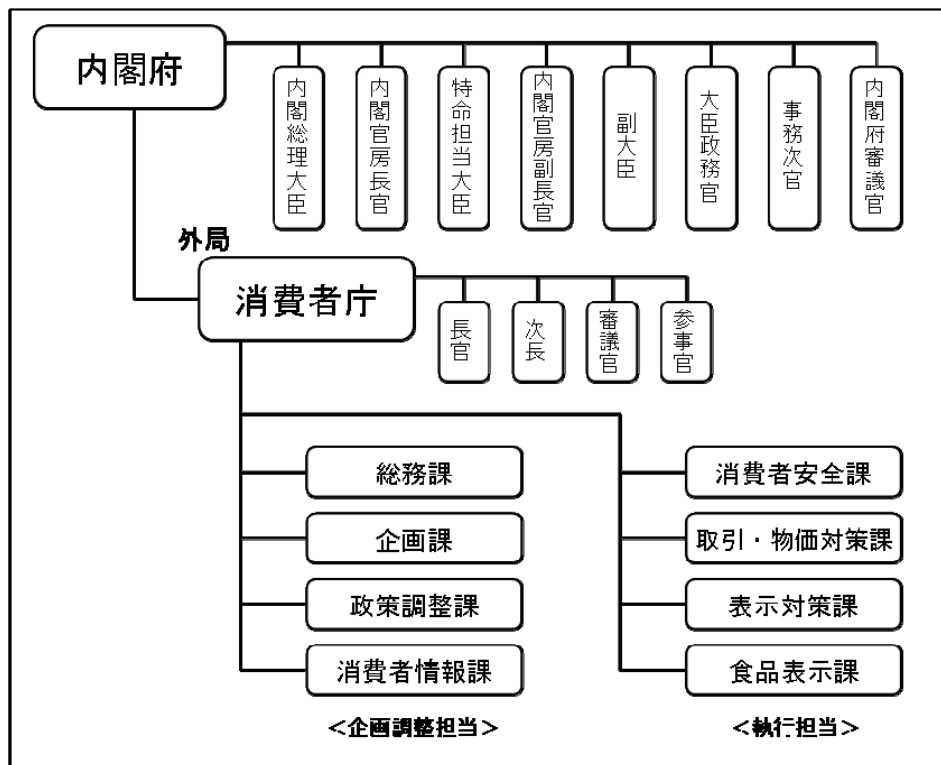 内閣府
内閣総理大臣
内閣官房長官
特命担当大臣
内閣官房副長官
副大臣
大臣政務官
事務次官
内閣府審議官
外局
消費者庁
長官
次長
審議官
参事官
総務課
企画課
政策調整課
消費者情報課
＜企画調整担当＞
消費者安全課
取引・物価対策課
表示対策課
食品表示課
＜執行担当＞